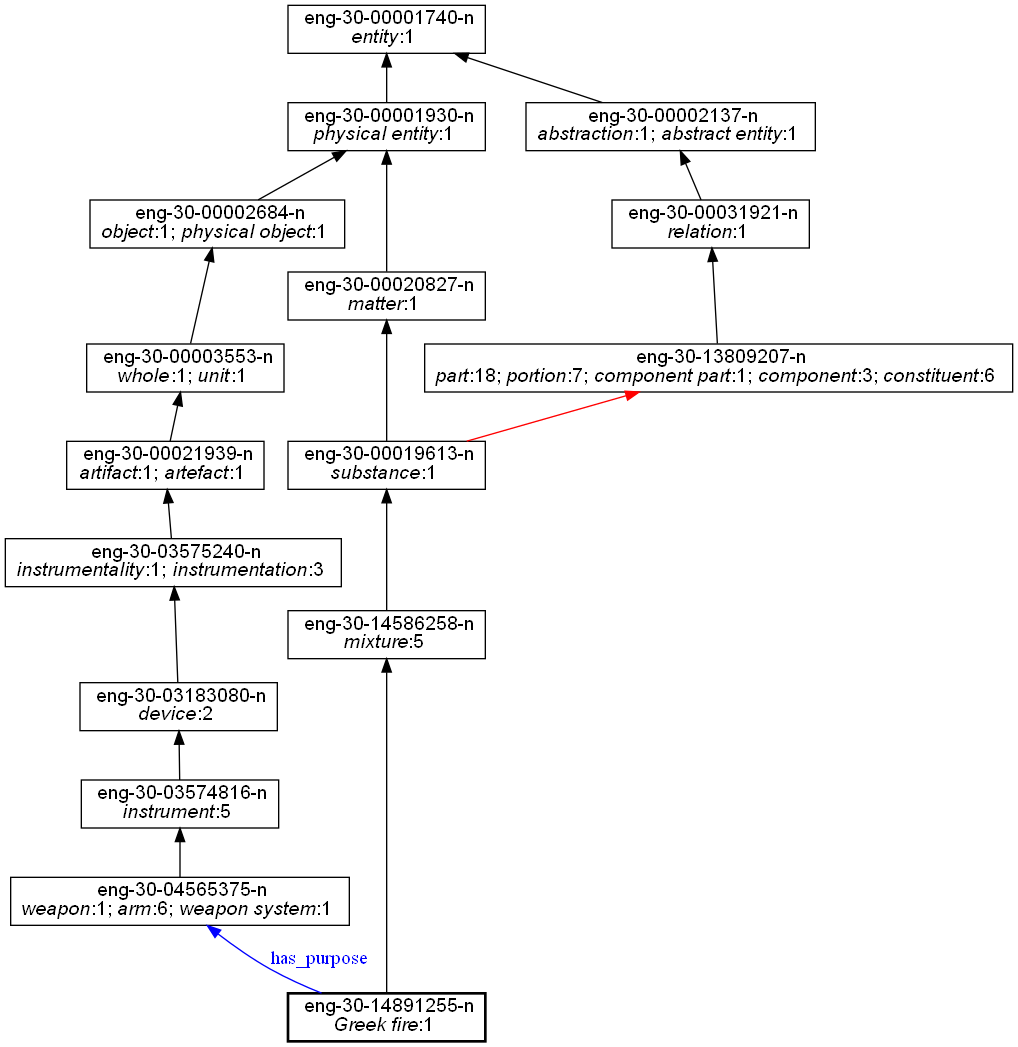 eng-30-00001740-n
entity:1
eng-30-00001930-n
physical entity:1
eng-30-00002137-n
abstraction:1; abstract entity:1
eng-30-00002684-n
object:1; physical object:1
eng-30-00031921-n
relation:1
eng-30-00020827-n
matter:1
eng-30-00003553-n
whole:1; unit:1
eng-30-13809207-n
part:18; portion:7; component part:1; component:3; constituent:6
eng-30-00021939-n
artifact:1; artefact:1
eng-30-00019613-n
substance:1
eng-30-03575240-n
instrumentality:1; instrumentation:3
eng-30-14586258-n
mixture:5
eng-30-03183080-n
device:2
eng-30-03574816-n
instrument:5
eng-30-04565375-n
weapon:1; arm:6; weapon system:1
has_purpose
eng-30-14891255-n
Greek fire:1